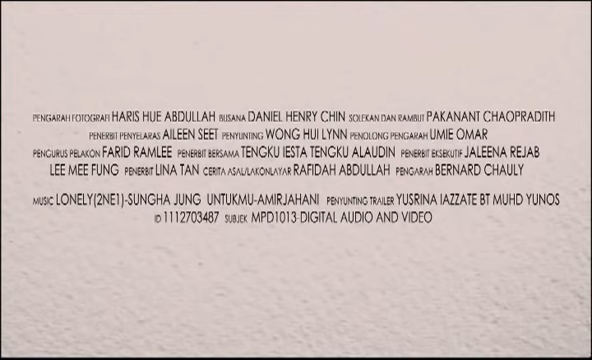 PENGARAH FOTOGRAFI HARIS HUE ABDULLAH BUSANA DANIEL HENRY CHIN SOLEKAN DAN RAMBUT PAKANANT CHAOPRADITH
PENERBIT PENYELARAS AILEEN SEET PENYUNTING WONG HUI LYNN PENOLONG PENGARAH UMIE OMAR
PENGURUS PELAKON FARID RAMLEE PENERBIT BERSAMA TENGKU IESTA TENGKU ALAUDIN PENERBIT EKSEKUTIF JALEENA REJAB
LEE MEE FUNG PENERBIT LINA TAN CERITA ASAL/LAKONLAYAR RAFIDAH ABDULLAH PENGARAH BERNARD CHAULY
MUSIC LONELY(2NE1)-SUNGHA JUNG UNTUKMU-AMIRJAHANI PENYUNTING TRAILER YUSRINA IAZZATE BT MUHD YUNOS
ID 1112703487 SUBJEK MPD1013-DIGITAL AUDIO AND VIDEO